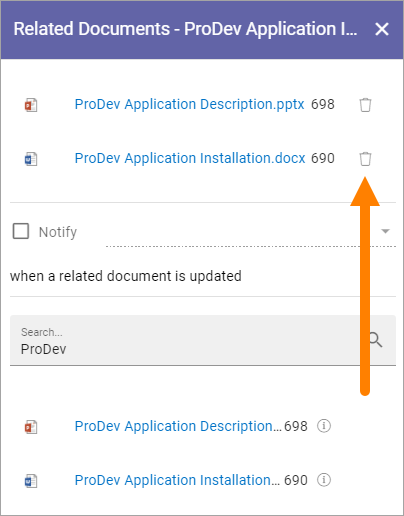 Related Documents - ProDev Application I...
ProDev Application Description.pptx 698
ProDev Application Installation.docx 690
Notify
when a related document is updated
Search...
ProDev
ProDev Application Description... 698
ProDev Application Installation... 690